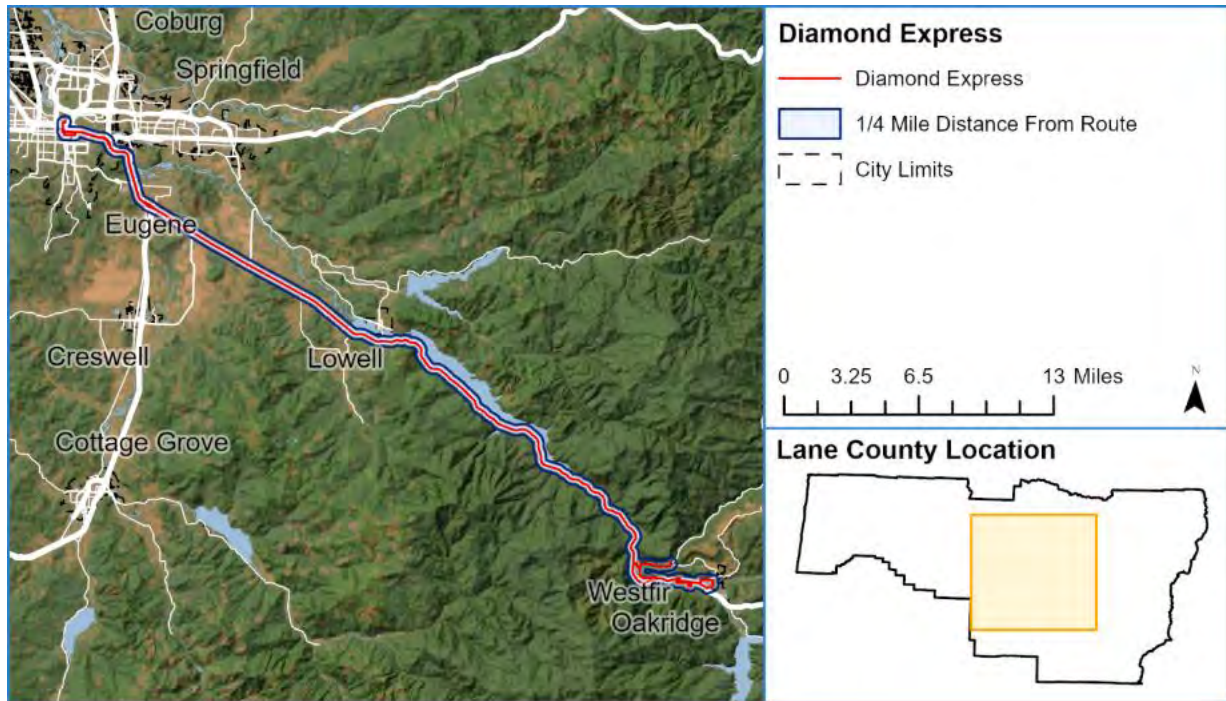 Coburg
Springfield
Eugene
Creswell
Lowell
Cottage Grove
Westfir
Oakridge
Diamond Express
Diamond Express
1/4 Mile Distance From Route
City Limits
0 3.25 6.5 13 Miles
N
Lane County Location